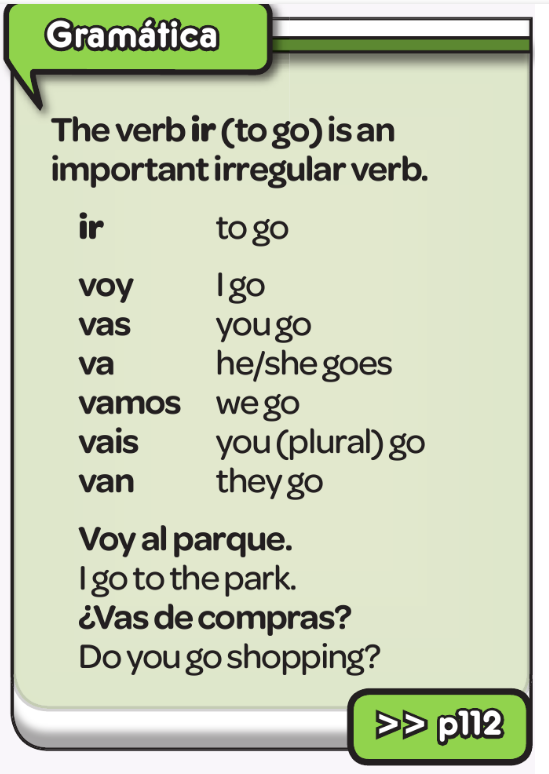 Gramática
The verb ir (to go) is an
important irregular verb.
ir to go
voy I go
vas you go
va he/she goes
vamos we go
vais you (plural) go
van they go
Voy al parque.
I go to the park.
¿Vas de compras?
Do you go shopping?
>> p112